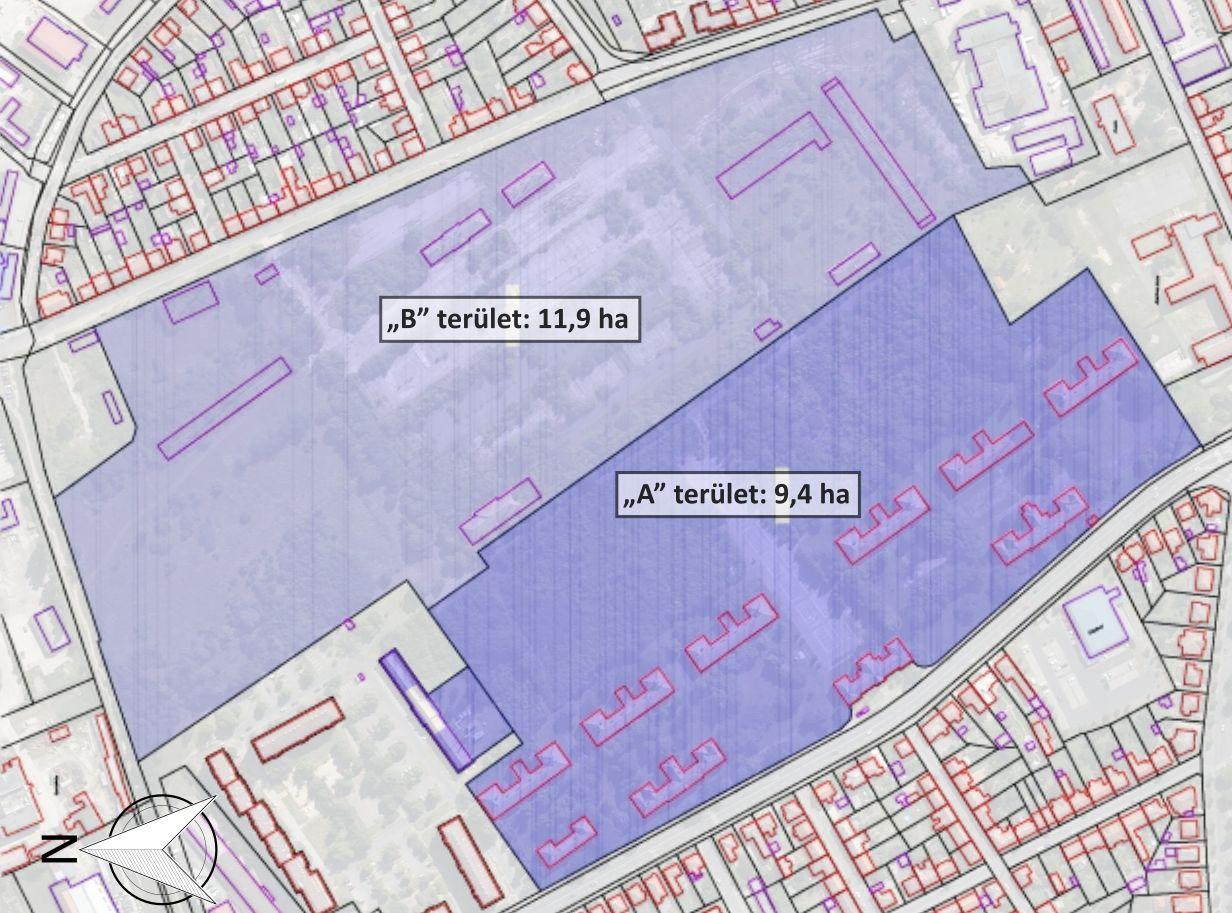 „B” terület: 11,9 ha
„A” terület: 9,4 ha
N